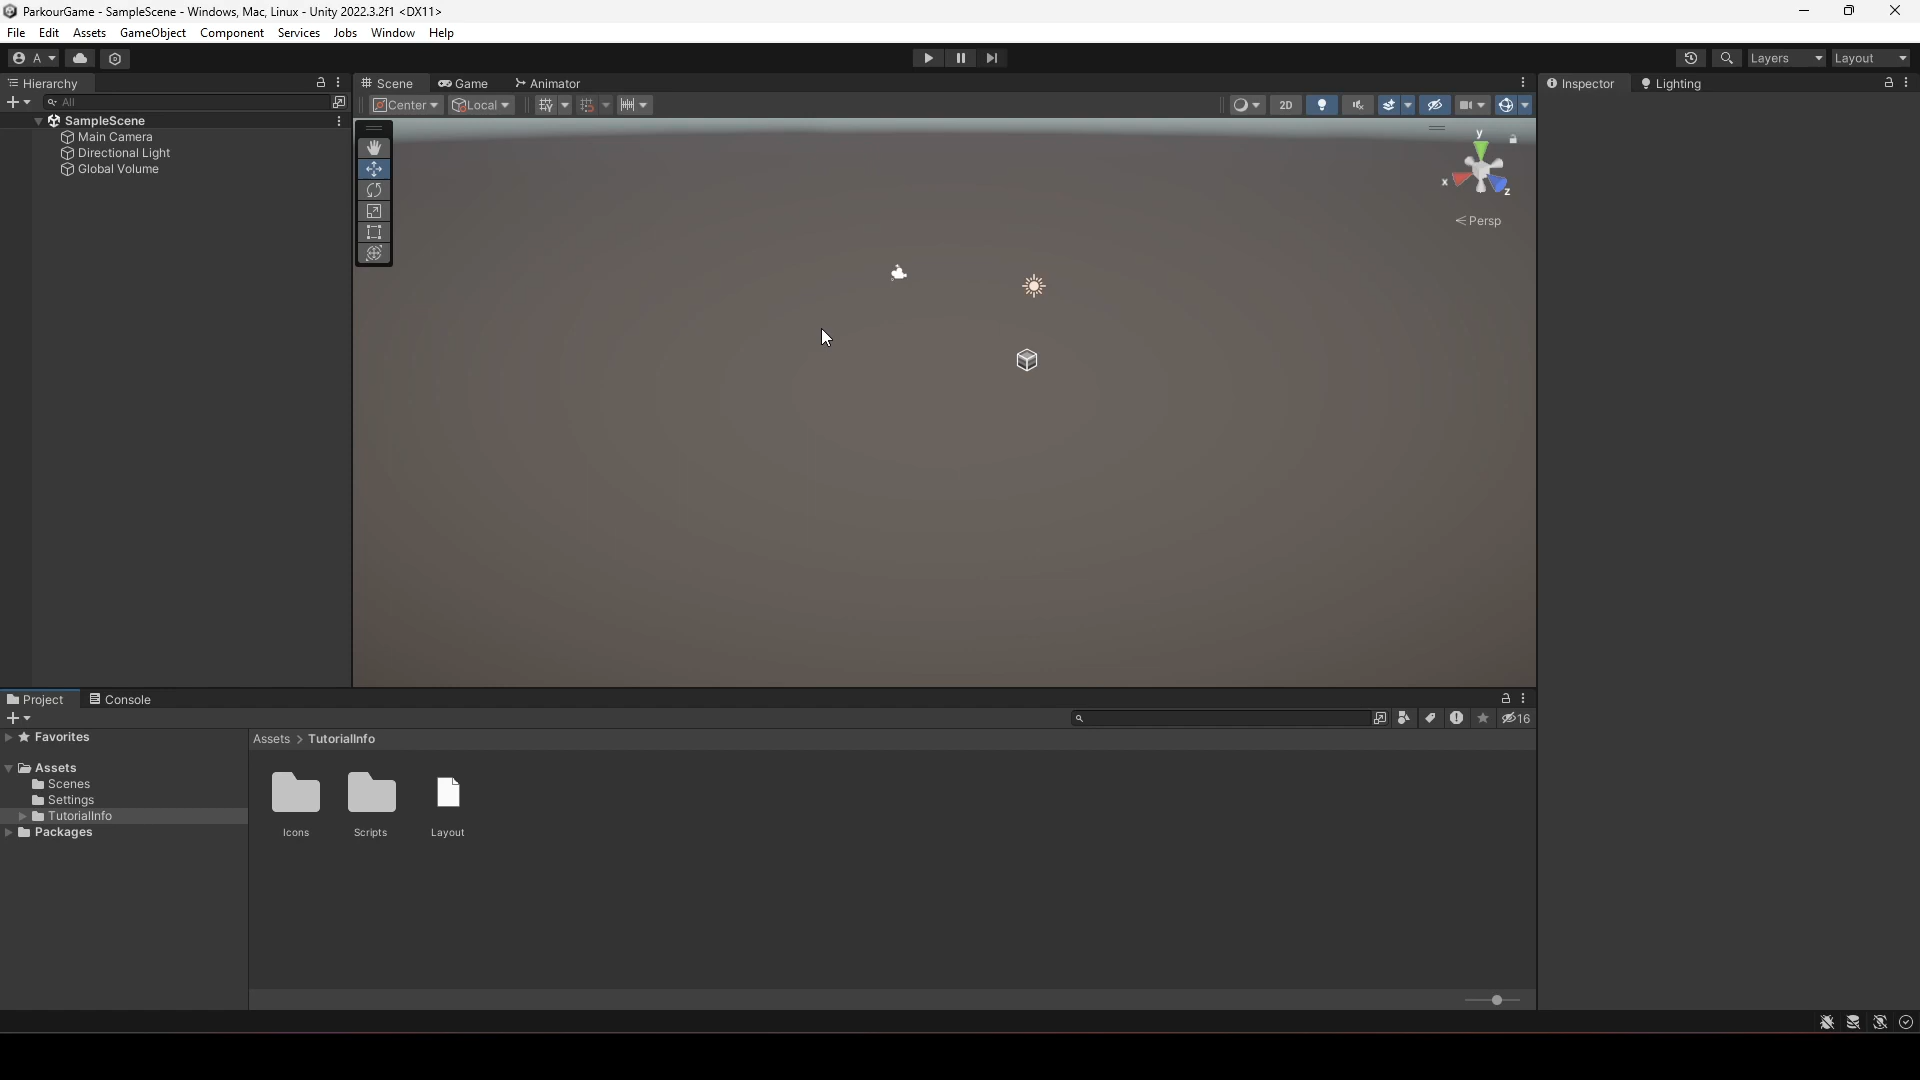 ParkourGame - SampleScene - Windows, Mac, Linux - Unity 2022.3.2f1 <DX11>
File Edit Assets GameObject Component Services Jobs Window Help
A Layers Layout
Hierarchy Scene Game Animator Inspector Lighting
All Center Local 2D
SampleScene
Main Camera
Directional Light
Global Volume
y
x
z
Persp
Project Console
16
Favorites
Assets > TutorialInfo
Assets
Scenes
Settings
TutorialInfo
Packages
Icons Scripts Layout